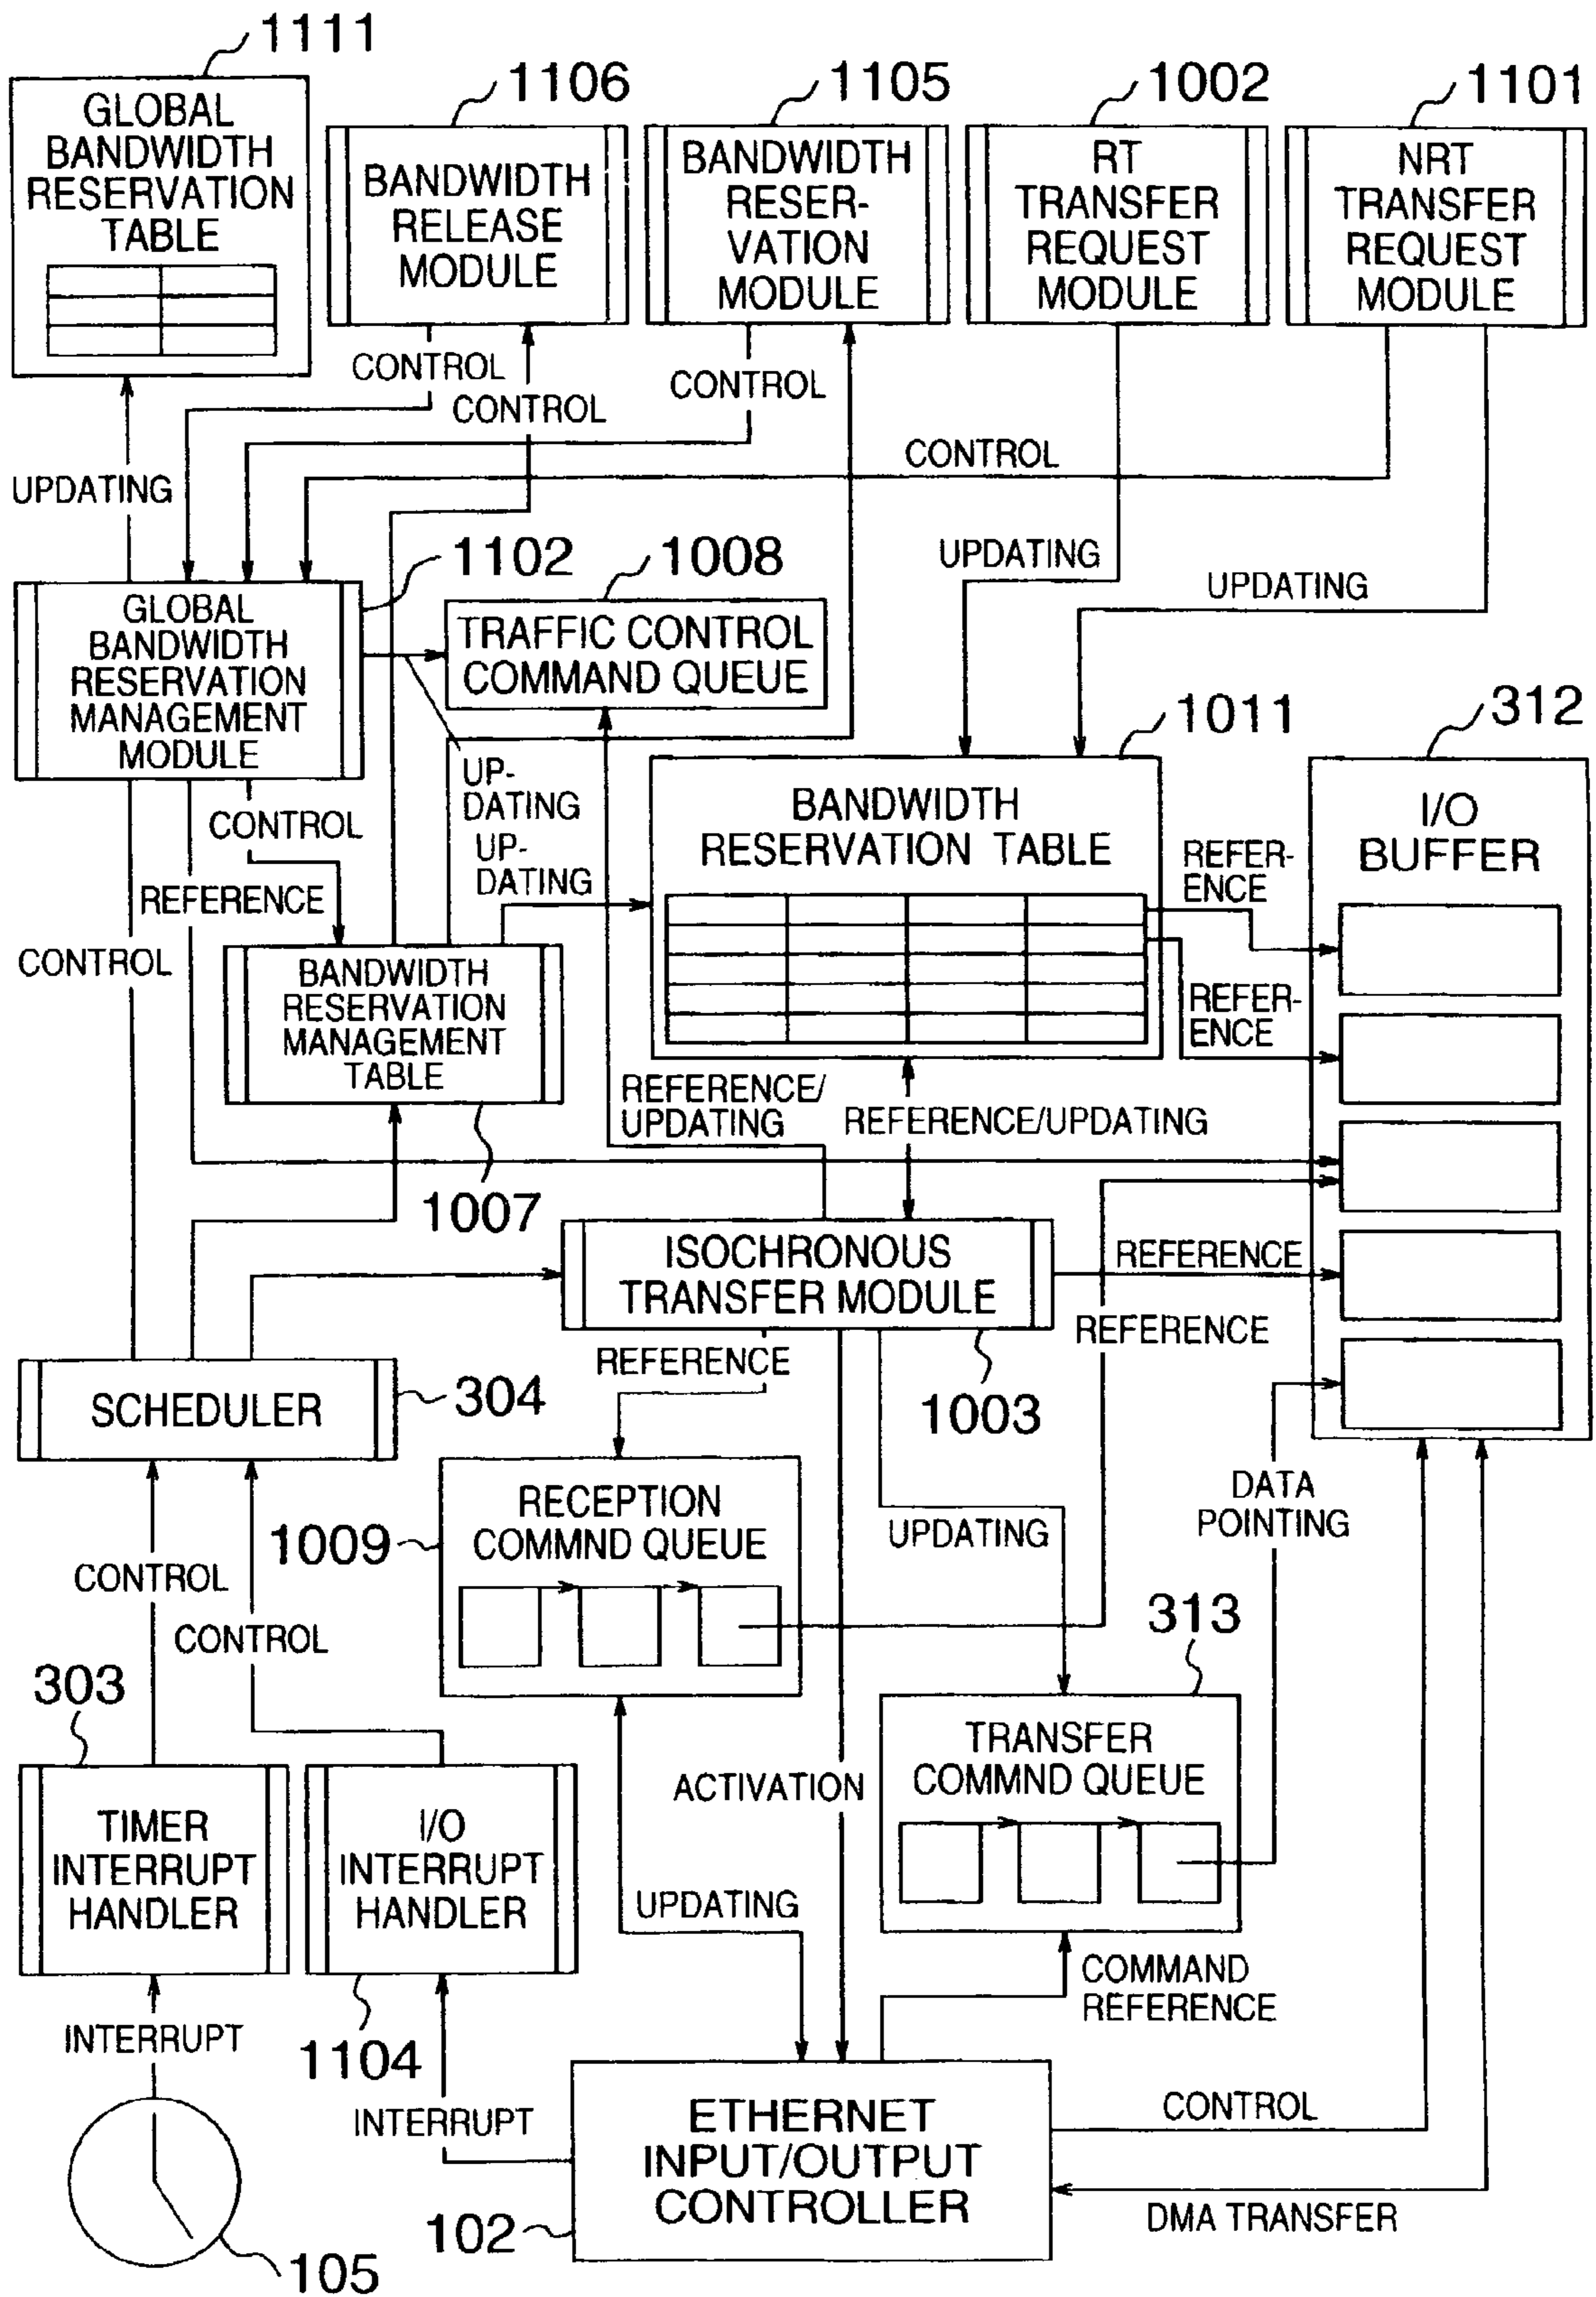 1111
GLOBAL
BANDWIDTH
RESERVATION
TABLE
1106
BANDWIDTH
RELEASE
MODULE
1105
BANDWIDTH
RESER-
VATION
MODULE
1002
RT
TRANSFER
REQUEST
MODULE
1101
NRT
TRANSFER
REQUEST
MODULE
CONTROL
CONTROL
CONTROL
CONTROL
UPDATING
UPDATING
UPDATING
1102
GLOBAL
BANDWIDTH
RESERVATION
MANAGEMENT
MODULE
1008
TRAFFIC CONTROL
COMMAND QUEUE
UP-
DATING
UP-
DATING
1011
BANDWIDTH
RESERVATION TABLE
312
I/O
BUFFER
REFER-
ENCE
REFER-
ENCE
CONTROL
REFERENCE
CONTROL
BANDWIDTH
RESERVATION
MANAGEMENT
TABLE
1007
REFERENCE/
UPDATING
REFERENCE/UPDATING
ISOCHRONOUS
TRANSFER MODULE
1003
REFERENCE
REFERENCE
REFERENCE
SCHEDULER
304
RECEPTION
COMMND QUEUE
1009
UPDATING
DATA
POINTING
CONTROL
CONTROL
303
TIMER
INTERRUPT
HANDLER
I/O
INTERRUPT
HANDLER
1104
ACTIVATION
313
TRANSFER
COMMND QUEUE
UPDATING
COMMAND
REFERENCE
INTERRUPT
INTERRUPT
105
ETHERNET
INPUT/OUTPUT
CONTROLLER
102
CONTROL
DMA TRANSFER